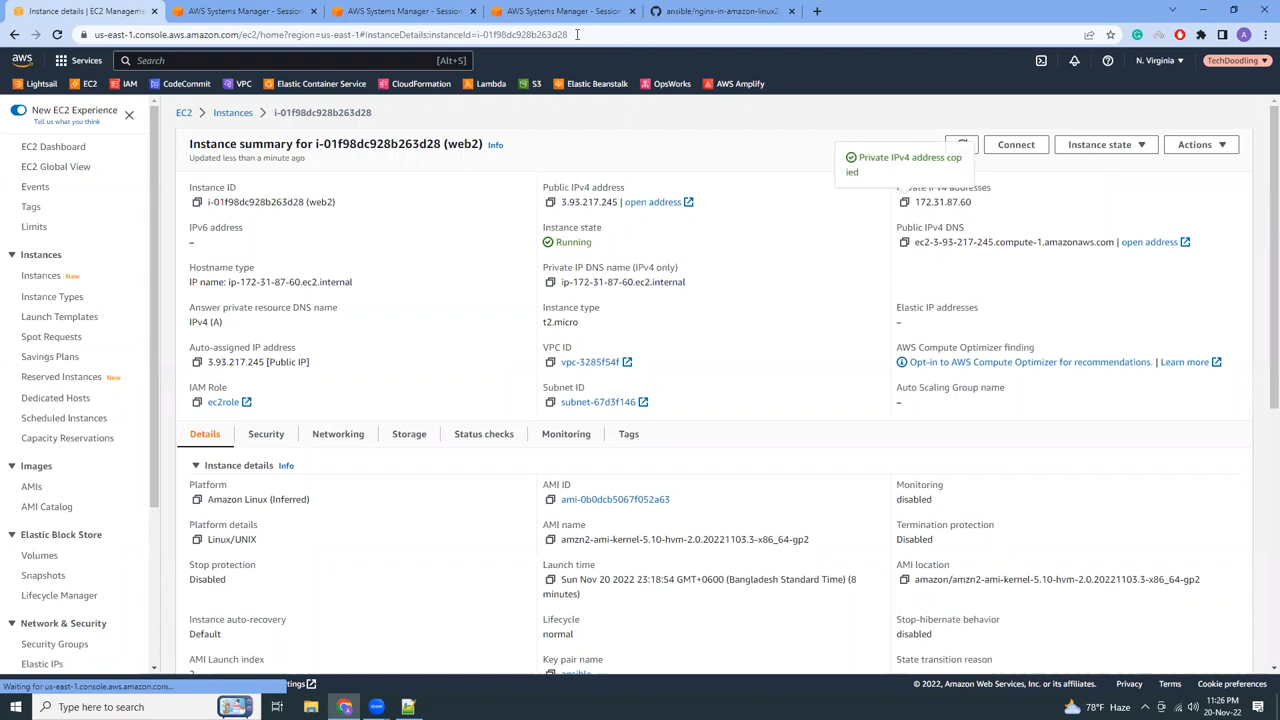 Instance details |
AWS Systems Manager - Session
AWS Systems Manager - Session
AWS Systems Manager - Session
ansible/nginx-in-amazon-linux2
us-east-1.console.aws.amazon.com/ec2/home?region=us-east-1#InstanceDetails:instanceId=i-01f98dc928b263d28
aws Services Search [Alt+S] N. Virginia TechDoodling
Lightsail EC2 IAM CodeCommit VPC Elastic Container Service CloudFormation Lambda S3 Elastic Beanstalk OpsWorks AWS Amplify
New EC2 Experience
Tell us what you think
EC2 Dashboard
EC2 Global View
Events
Tags
Limits
Instances
Instances New
Instance Types
Launch Templates
Spot Requests
Savings Plans
Reserved Instances New
Dedicated Hosts
Scheduled Instances
Capacity Reservations
Images
AMIs
AMI Catalog
Elastic Block Store
Volumes
Snapshots
Lifecycle Manager
Network & Security
Security Groups
Elastic IPs
EC2 > Instances > i-01f98dc928b263d28
Instance summary for i-01f98dc928b263d28 (web2) Info
Updated less than a minute ago
Connect Instance state Actions
Private IPv4 address cop
ied
Instance ID
i-01f98dc928b263d28 (web2)
Public IPv4 address
3.93.217.245 | open address
Private IPv4 addresses
172.31.87.60
IPv6 address
–
Instance state
Running
Public IPv4 DNS
ec2-3-93-217-245.compute-1.amazonaws.com | open address
Hostname type
IP name: ip-172-31-87-60.ec2.internal
Private IP DNS name (IPv4 only)
ip-172-31-87-60.ec2.internal
Answer private resource DNS name
IPv4 (A)
Instance type
t2.micro
Elastic IP addresses
–
Auto-assigned IP address
3.93.217.245 [Public IP]
VPC ID
vpc-3285f54f
AWS Compute Optimizer finding
Opt-in to AWS Compute Optimizer for recommendations. | Learn more
IAM Role
ec2role
Subnet ID
subnet-67d3f146
Auto Scaling Group name
–
Details Security Networking Storage Status checks Monitoring Tags
Instance details Info
Platform
Amazon Linux (Inferred)
AMI ID
ami-0b0dcb5067f052a63
Monitoring
disabled
Platform details
Linux/UNIX
AMI name
amzn2-ami-kernel-5.10-hvm-2.0.20221103.3-x86_64-gp2
Termination protection
Disabled
Stop protection
Disabled
Launch time
Sun Nov 20 2022 23:18:54 GMT+0600 (Bangladesh Standard Time) (8
minutes)
AMI location
amazon/amzn2-ami-kernel-5.10-hvm-2.0.20221103.3-x86_64-gp2
Instance auto-recovery
Default
Lifecycle
normal
Stop-hibernate behavior
disabled
AMI Launch index
Key pair name
ansible
State transition reason
Waiting for us-east-1.console.aws.amazon.com...
© 2022, Amazon Web Services, Inc. or its affiliates. Privacy Terms Cookie preferences
Type here to search
78°F Haze
11:26 PM
20-Nov-22